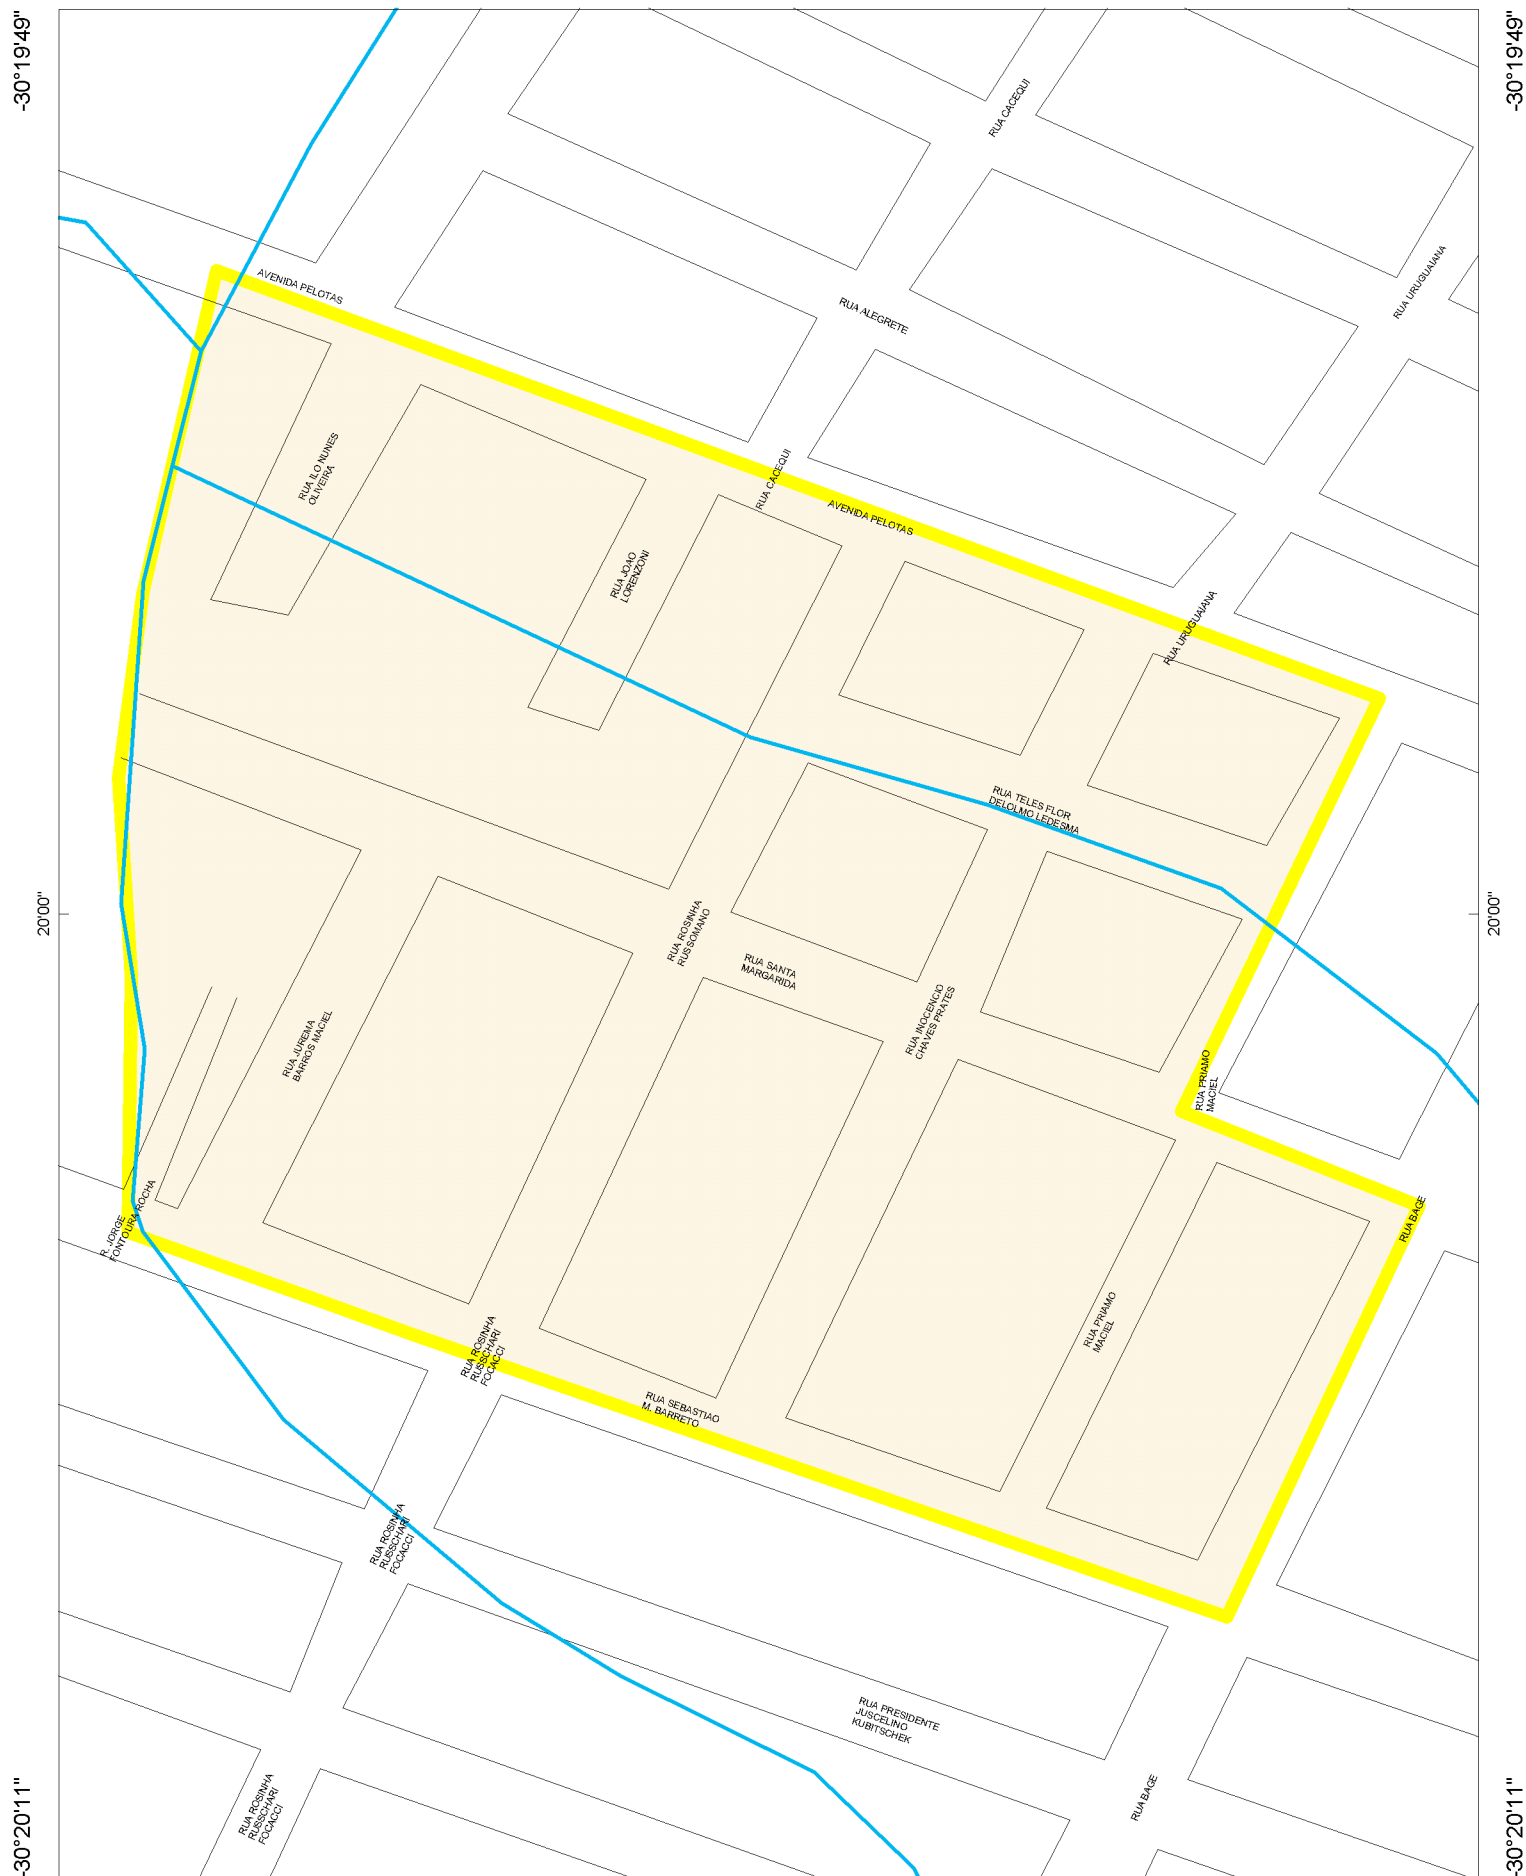 -30°19'49"
-30°19'49"
RUA CACEQUI
RUA URUGUAIANA
AVENIDA PELOTAS
RUA ALEGRETE
RUA ILO NUNES
OLIVEIRA
RUA CACEQUI
AVENIDA PELOTAS
RUA JOAO
LORENZONI
RUA URUGUAIANA
RUA TELES FLOR
DELOLMO LEDESMA
20'00"
20'00"
RUA ROSINHA
RUSSOMANO
RUA SANTA
MARGARIDA
RUA INOCENCIO
CHAVES PRATES
RUA JUREMA
BARROS MACIEL
RUA PRIAMO
MACIEL
R. JORGE
FONTOURA ROCHA
RUA BAGE
RUA PRIAMO
MACIEL
RUA ROSINHA
RUSSCHARI
FOCACCI
RUA SEBASTIAO
M. BARRETO
RUA ROSINHA
RUSSCHARI
FOCACCI
RUA PRESIDENTE
JUSCELINO
KUBITSCHEK
RUA BAGE
RUA ROSINHA
RUSSCHARI
FOCACCI
-30°20'11"
-30°20'11"